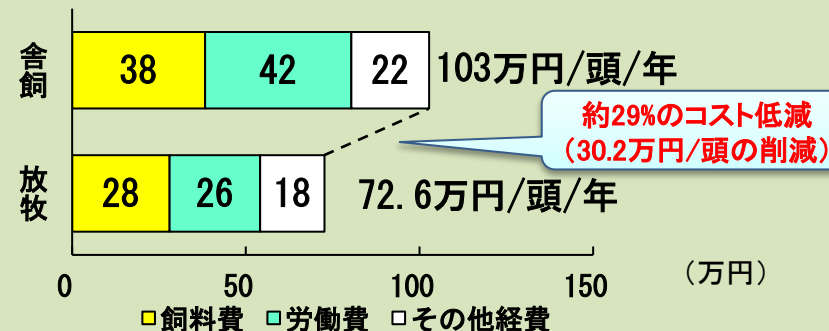 舎飼
38 42 22 103万円/頭/年
約29%のコスト低減
(30.2万円/頭の削減)
放牧
28 26 18 72.6万円/頭/年
0 50 100 150 (万円)
飼料費 労働費 その他経費